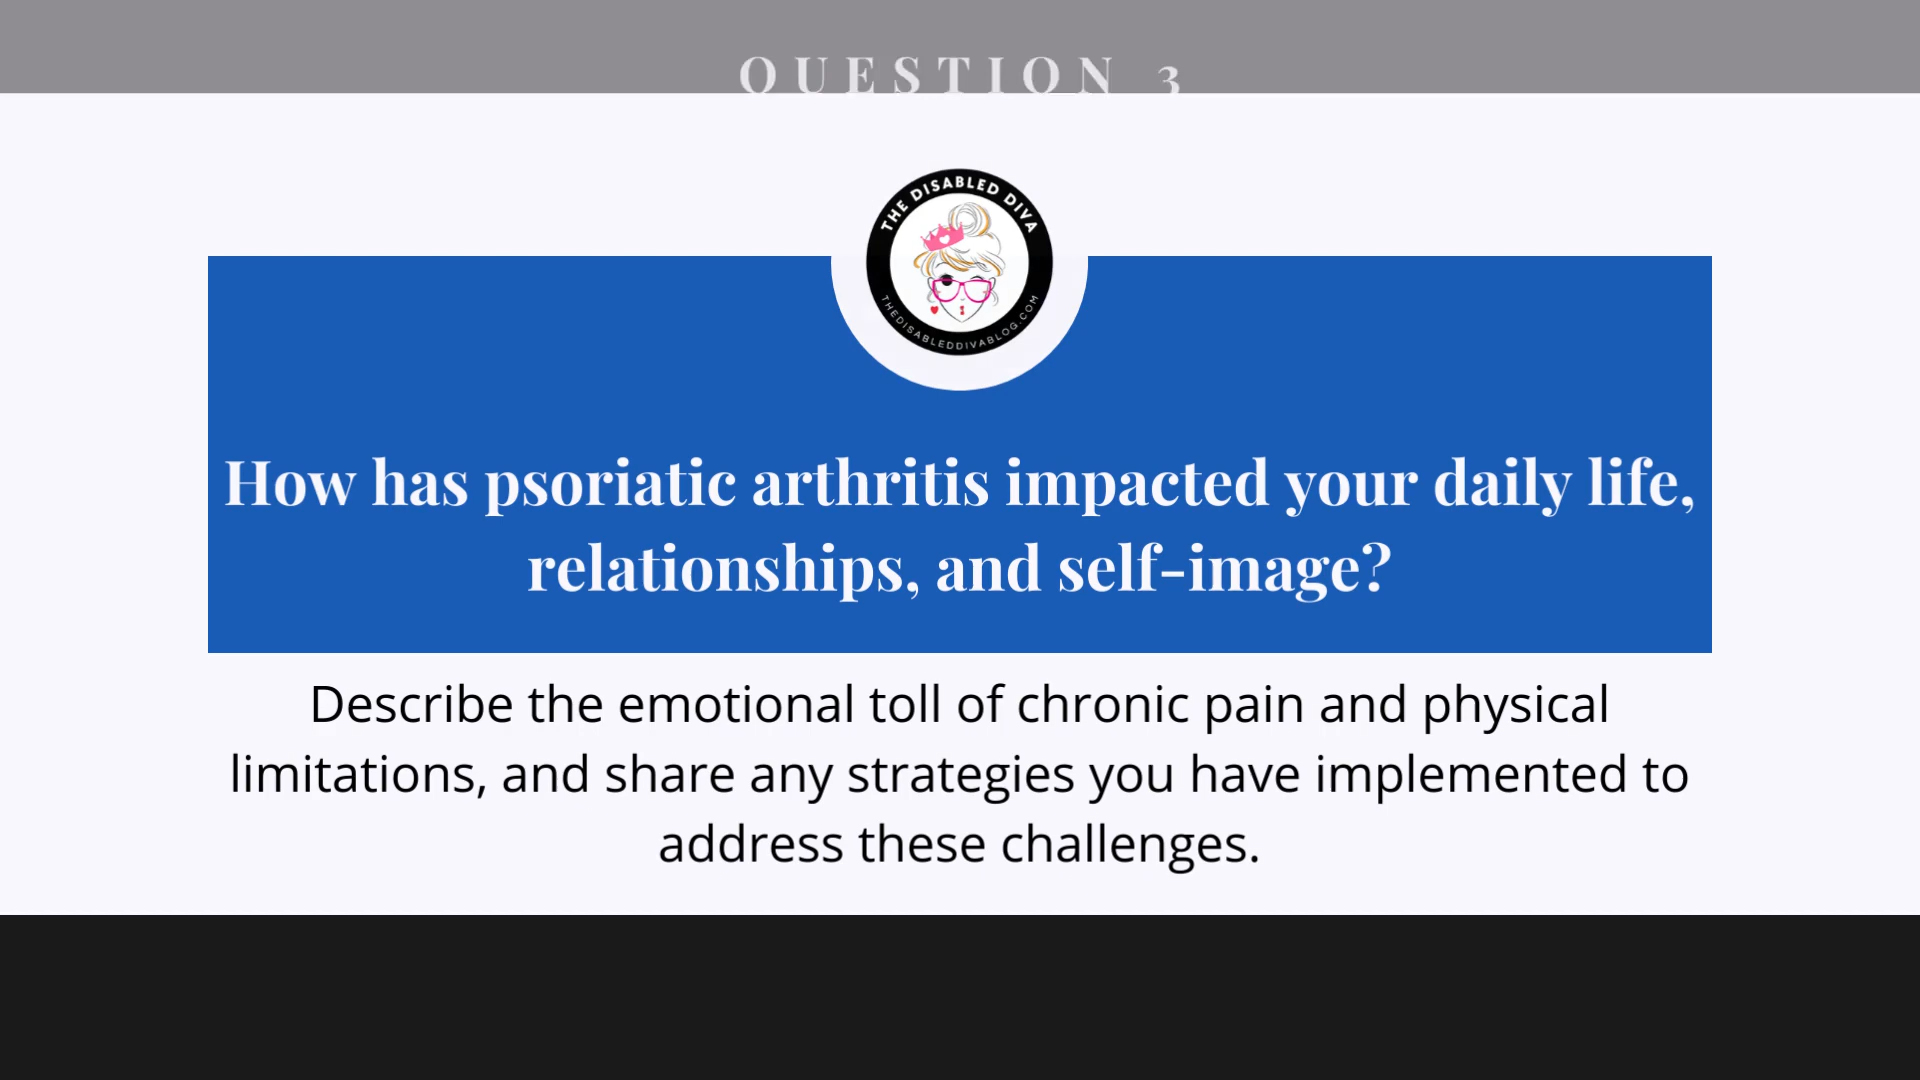 QUESTION 3
THE DISABLED DIVA
THEDISABLEDDIVABLOG.COM
How has psoriatic arthritis impacted your daily life,
relationships, and self-image?
Describe the emotional toll of chronic pain and physical
limitations, and share any strategies you have implemented to
address these challenges.